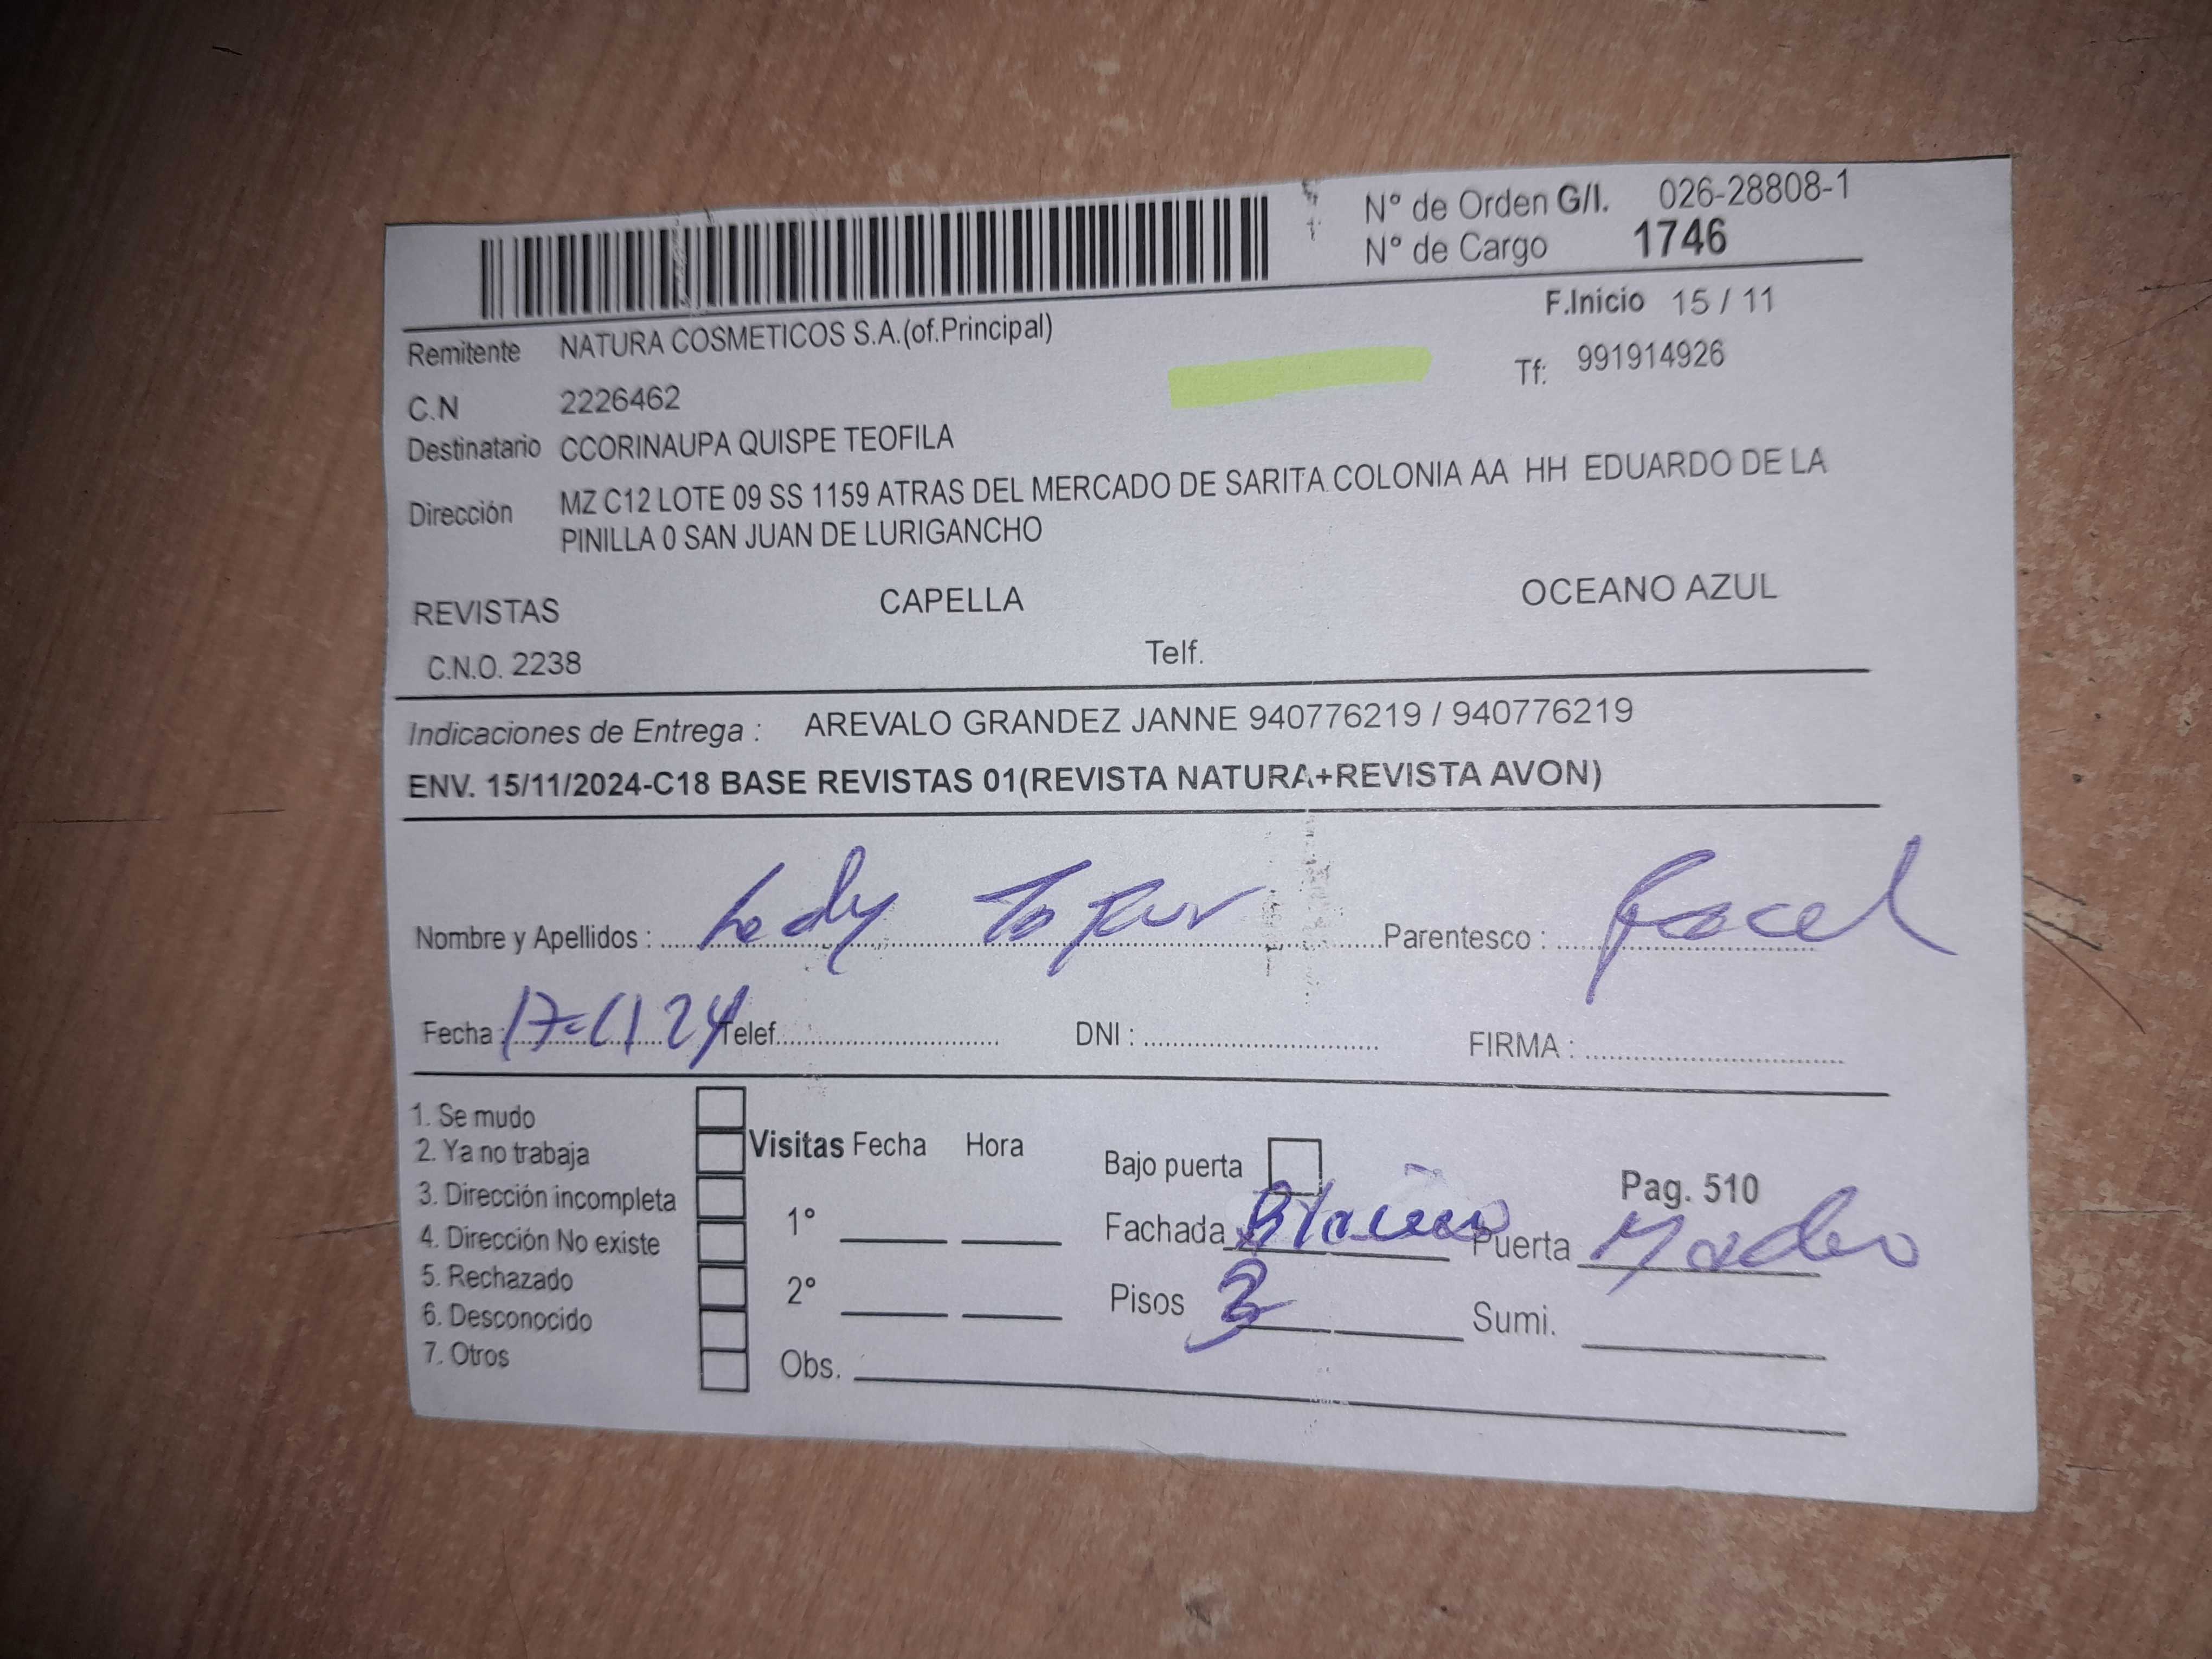 N° de Orden G/I. 026-28808-1
N° de Cargo 1746
F.Inicio 15 / 11
Remitente NATURA COSMETICOS S.A.(of.Principal)
Tf: 991914926
C.N 2226462
Destinatario CCORINAUPA QUISPE TEOFILA
Dirección MZ C12 LOTE 09 SS 1159 ATRAS DEL MERCADO DE SARITA COLONIA AA HH EDUARDO DE LA
PINILLA 0 SAN JUAN DE LURIGANCHO
REVISTAS CAPELLA OCEANO AZUL
C.N.O. 2238 Telf.
Indicaciones de Entrega : AREVALO GRANDEZ JANNE 940776219 / 940776219
ENV. 15/11/2024-C18 BASE REVISTAS 01(REVISTA NATURA+REVISTA AVON)
Nombre y Apellidos : Ledy Parentesco :
Fecha : 17-11 24 Telef. DNI : FIRMA :
1. Se mudo
2. Ya no trabaja
3. Dirección incompleta
4. Dirección No existe
5. Rechazado
6. Desconocido
7. Otros
Visitas Fecha Hora
1°
2°
Obs.
Bajo puerta Pag. 510
Fachada Puerta
Pisos 3 Sumi.